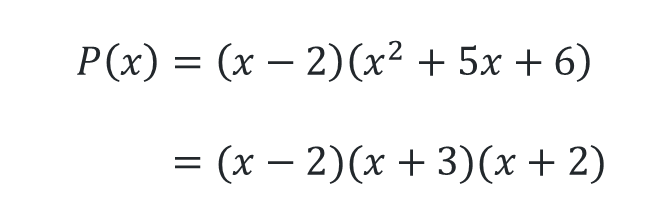 P(x) = (x − 2)(x² + 5x + 6)
= (x − 2)(x + 3)(x + 2)